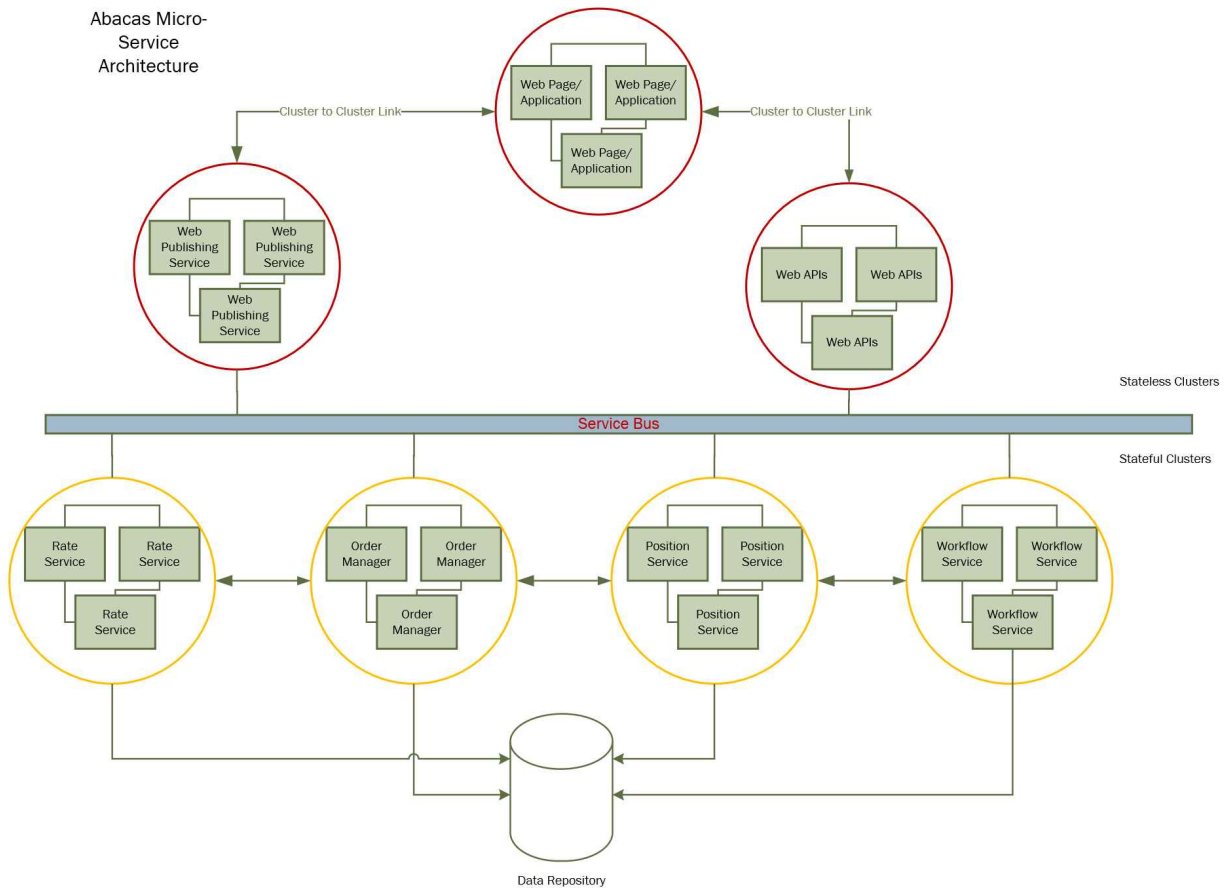 Abacas Micro-
Service
Architecture
Web Page/
Application
Web Page/
Application
Web Page/
Application
Cluster to Cluster Link
Cluster to Cluster Link
Web
Publishing
Service
Web
Publishing
Service
Web
Publishing
Service
Web APIs
Web APIs
Web APIs
Stateless Clusters
Service Bus
Stateful Clusters
Rate
Service
Rate
Service
Rate
Service
Order
Manager
Order
Manager
Order
Manager
Position
Service
Position
Service
Position
Service
Workflow
Service
Workflow
Service
Workflow
Service
Data Repository